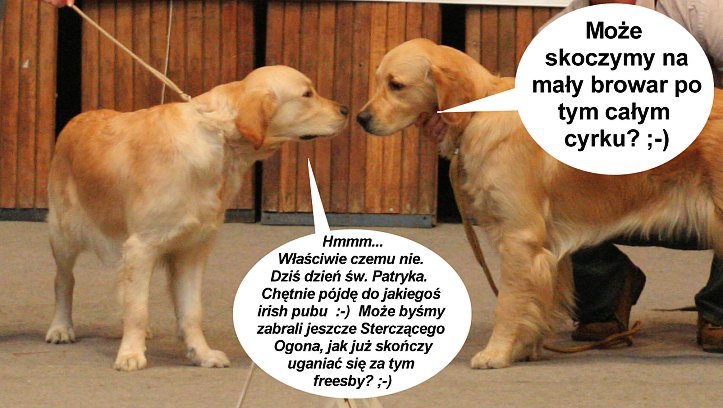 Może
skoczymy na
mały browar po
tym całym
cyrku? ;-)
Hmmm...
Właściwie czemu nie.
Dziś dzień św. Patryka.
Chętnie pójdę do jakiegoś
irish pubu :-) Może byśmy
zabrali jeszcze Sterczącego
Ogona, jak już skończy
uganiać się za tym
freesby? ;-)